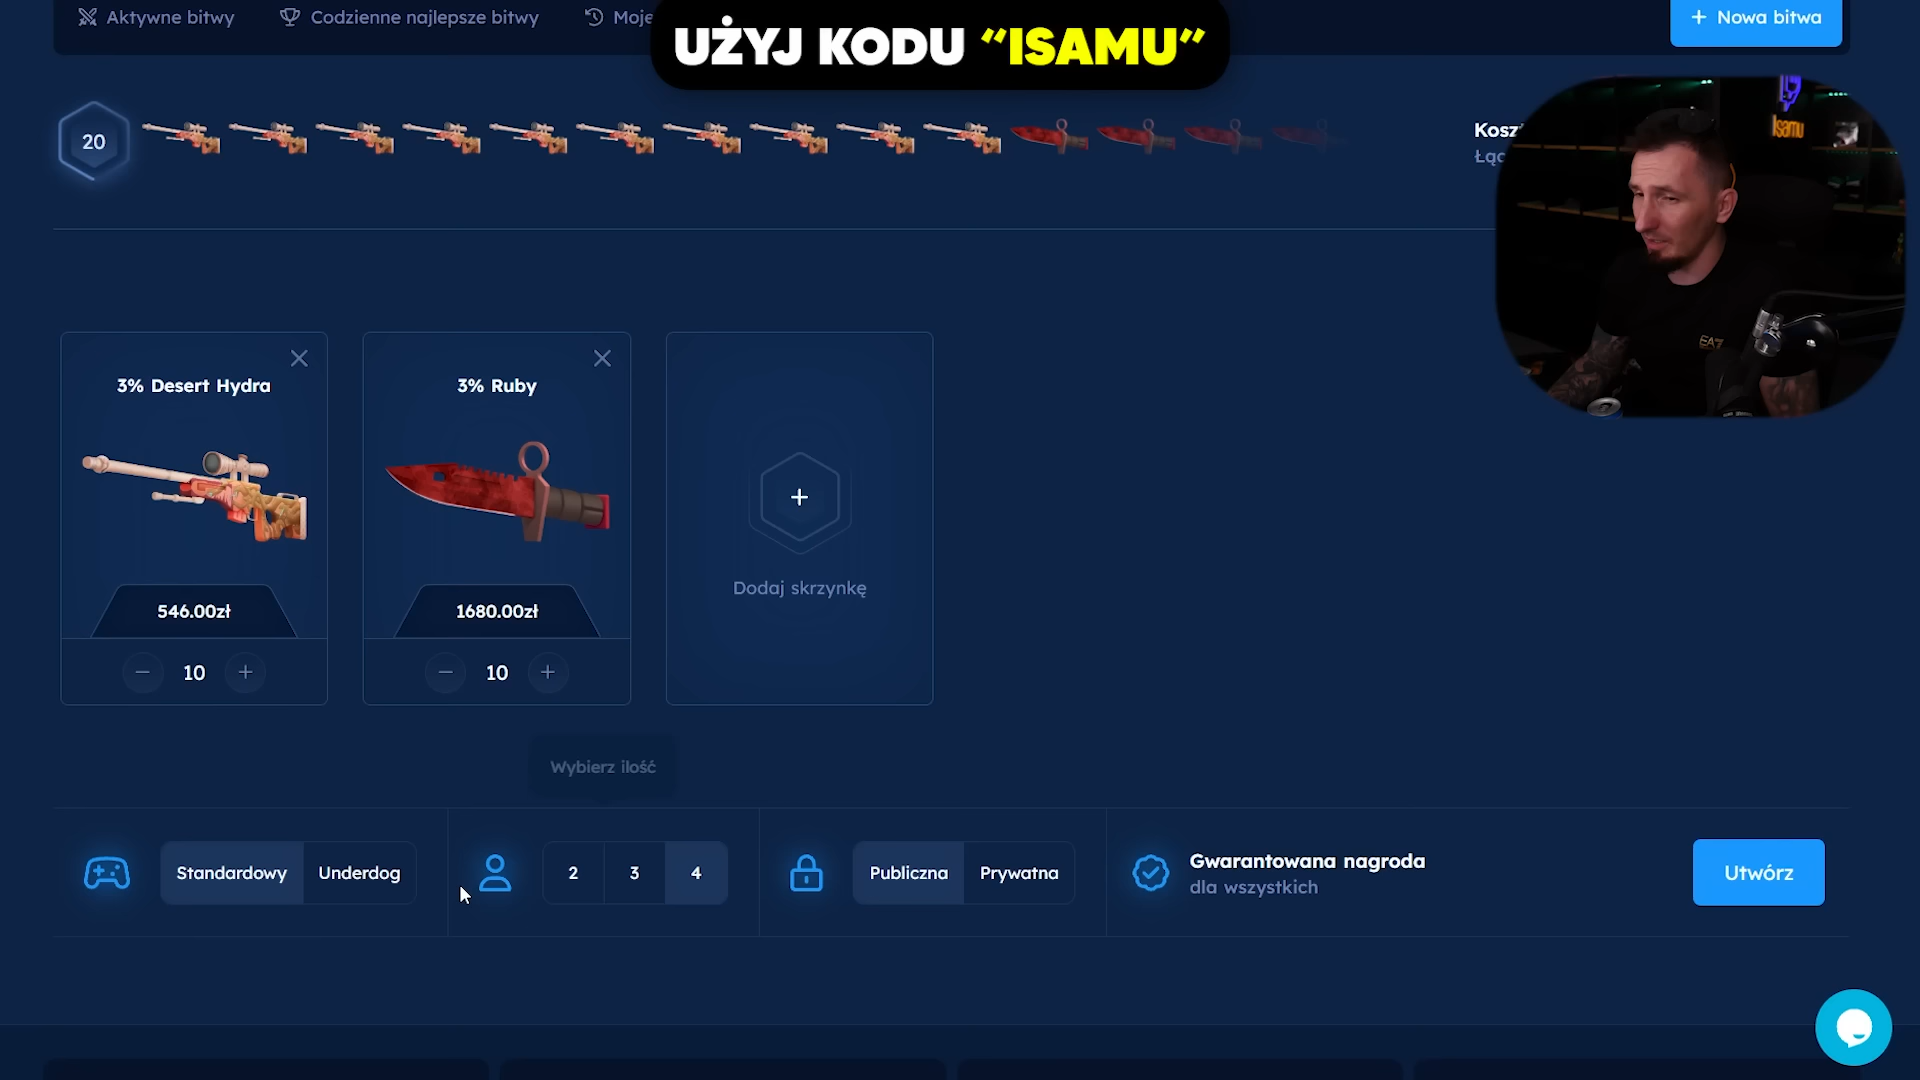 Aktywne bitwy
Codzienne najlepsze bitwy
Moje
UŻYJ KODU “ISAMU”
+ Nowa bitwa
20
Isamu
EA7
3% Desert Hydra
3% Ruby
Dodaj skrzynkę
546.00zł
1680.00zł
10
10
Wybierz ilość
Standardowy
Underdog
2
3
4
Publiczna
Prywatna
Gwarantowana nagroda
dla wszystkich
Utwórz